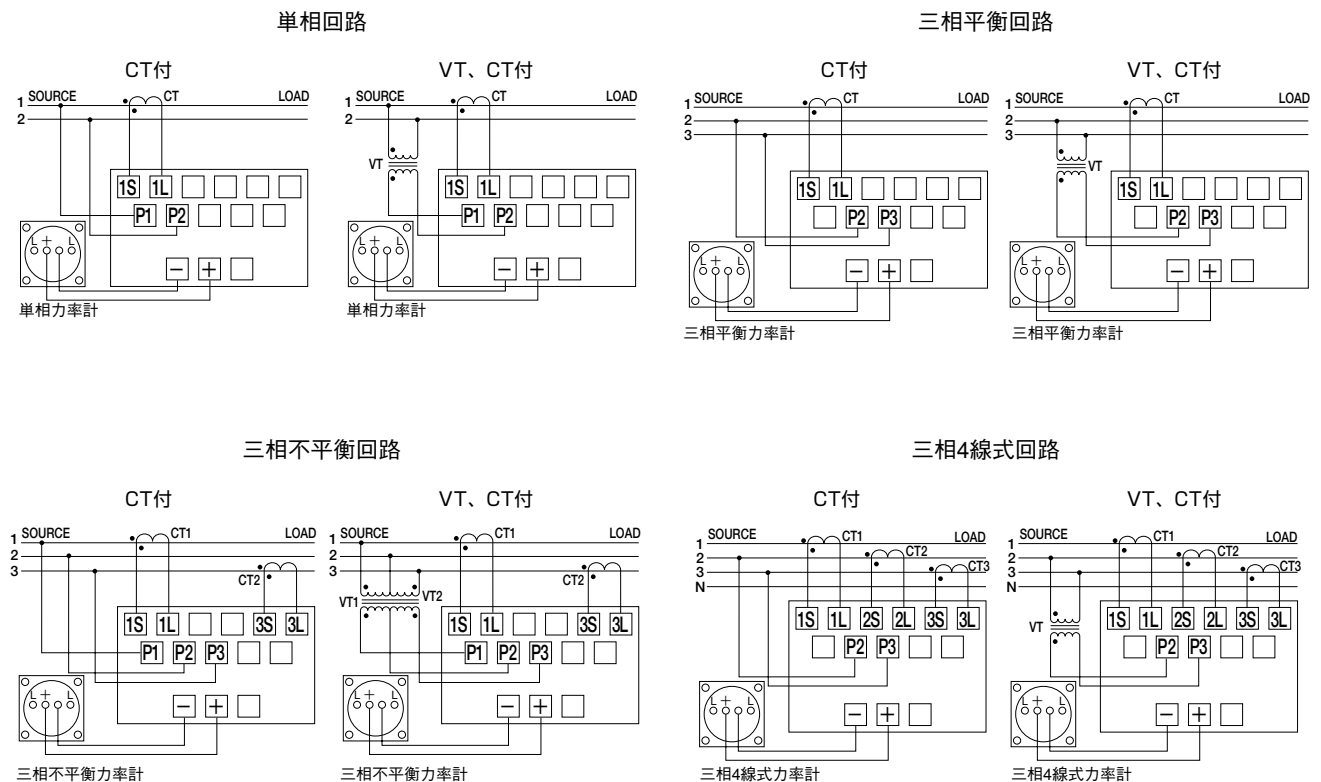 単相回路
CT付
1 SOURCE CT LOAD
2
1S 1L
P1 P2
L + L
− +
単相力率計
VT、CT付
1 SOURCE CT LOAD
2
VT
1S 1L
P1 P2
L + L
− +
単相力率計
三相平衡回路
CT付
1 SOURCE CT LOAD
2
3
1S 1L
P2 P3
L + L
− +
三相平衡力率計
VT、CT付
1 SOURCE CT LOAD
2
3
VT
1S 1L
P2 P3
L + L
− +
三相平衡力率計
三相不平衡回路
CT付
1 SOURCE CT1 LOAD
2
3
CT2
1S 1L 3S 3L
P1 P2 P3
L + L
− +
三相不平衡力率計
VT、CT付
1 SOURCE CT1 LOAD
2
3
CT2
VT1 VT2
1S 1L 3S 3L
P1 P2 P3
L + L
− +
三相不平衡力率計
三相4線式回路
CT付
1 SOURCE CT1 LOAD
2 CT2
3 CT3
N
1S 1L 2S 2L 3S 3L
P2 P3
L + L
− +
三相4線式力率計
VT、CT付
1 SOURCE CT1 LOAD
2 CT2
3 CT3
N
VT
1S 1L 2S 2L 3S 3L
P2 P3
L + L
− +
三相4線式力率計